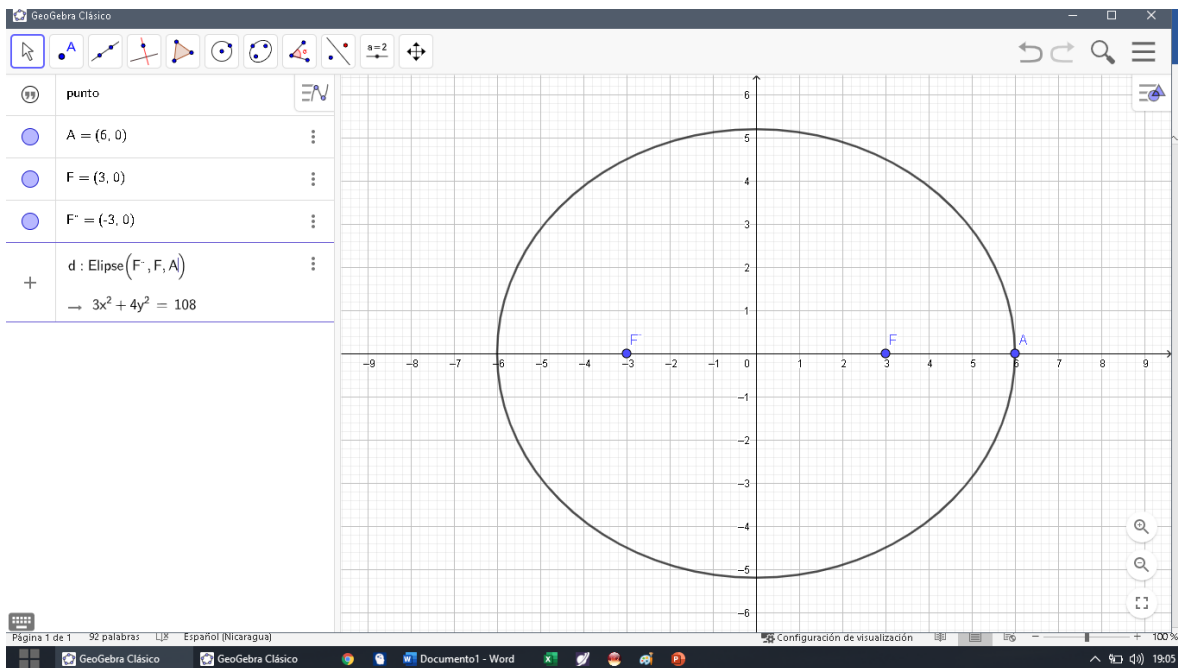 GeoGebra Clásico
A
a=2
punto
A = (6, 0)
F = (3, 0)
F¨ = (-3, 0)
d : Elipse(F¨, F, A)
→ 3x² + 4y² = 108
6
5
4
3
2
1
F¨ F A
−9 −8 −7 −6 −5 −4 −3 −2 −1 0 1 2 3 4 5 6 7 8 9
−1
−2
−3
−4
−5
−6
Página 1 de 1 92 palabras Español (Nicaragua) Configuración de visualización 100 %
GeoGebra Clásico GeoGebra Clásico Documento1 - Word 19:05